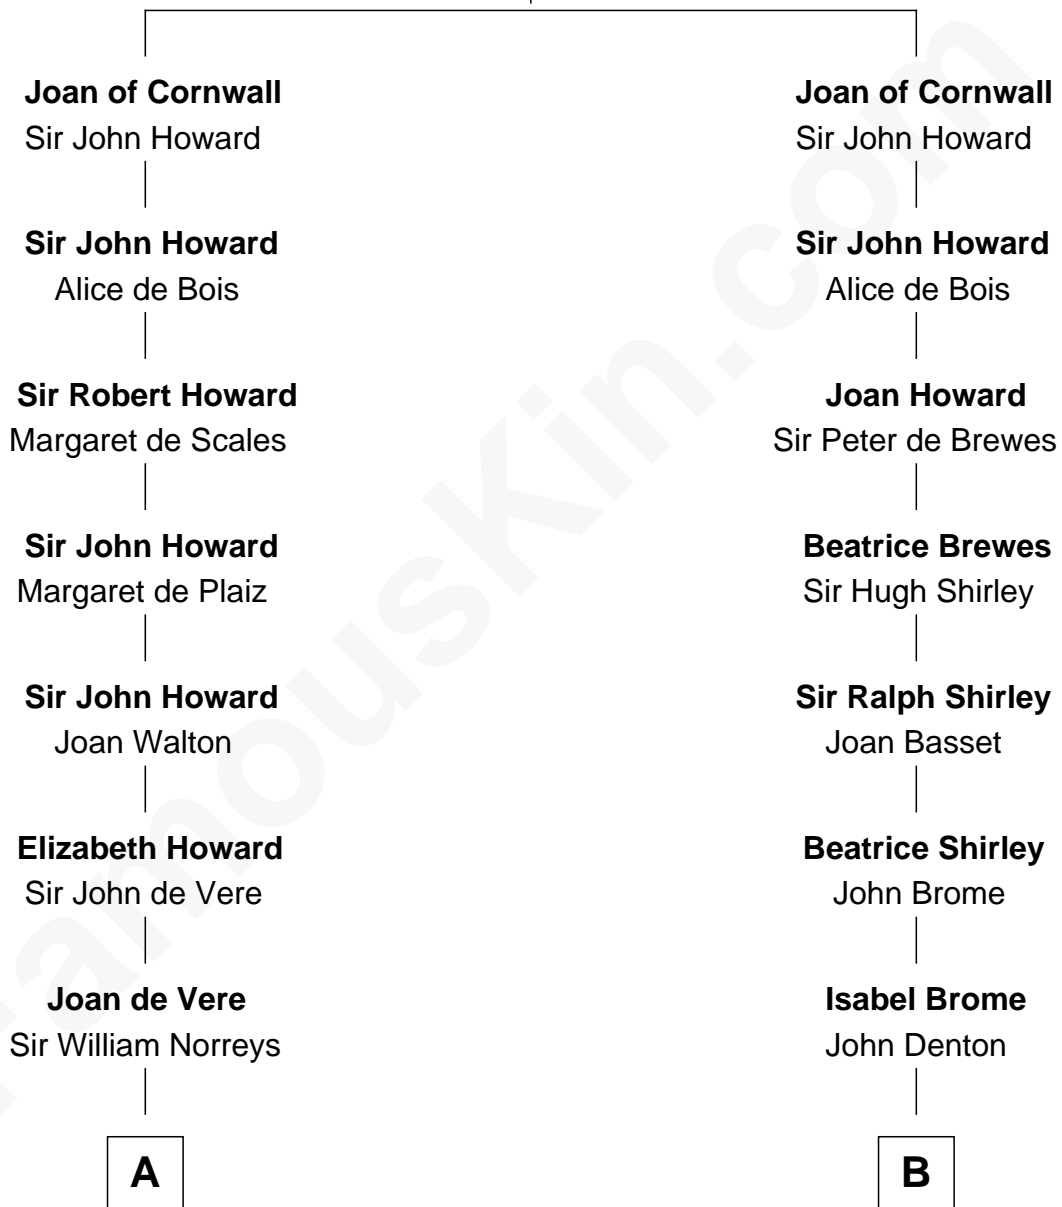 Joan of Cornwall
Sir John Howard
Sir John Howard
Alice de Bois
Sir Robert Howard
Margaret de Scales
Sir John Howard
Margaret de Plaiz
Sir John Howard
Joan Walton
Elizabeth Howard
Sir John de Vere
Joan de Vere
Sir William Norreys
A
Joan of Cornwall
Sir John Howard
Sir John Howard
Alice de Bois
Joan Howard
Sir Peter de Brewes
Beatrice Brewes
Sir Hugh Shirley
Sir Ralph Shirley
Joan Basset
Beatrice Shirley
John Brome
Isabel Brome
John Denton
B
FamousKin.com